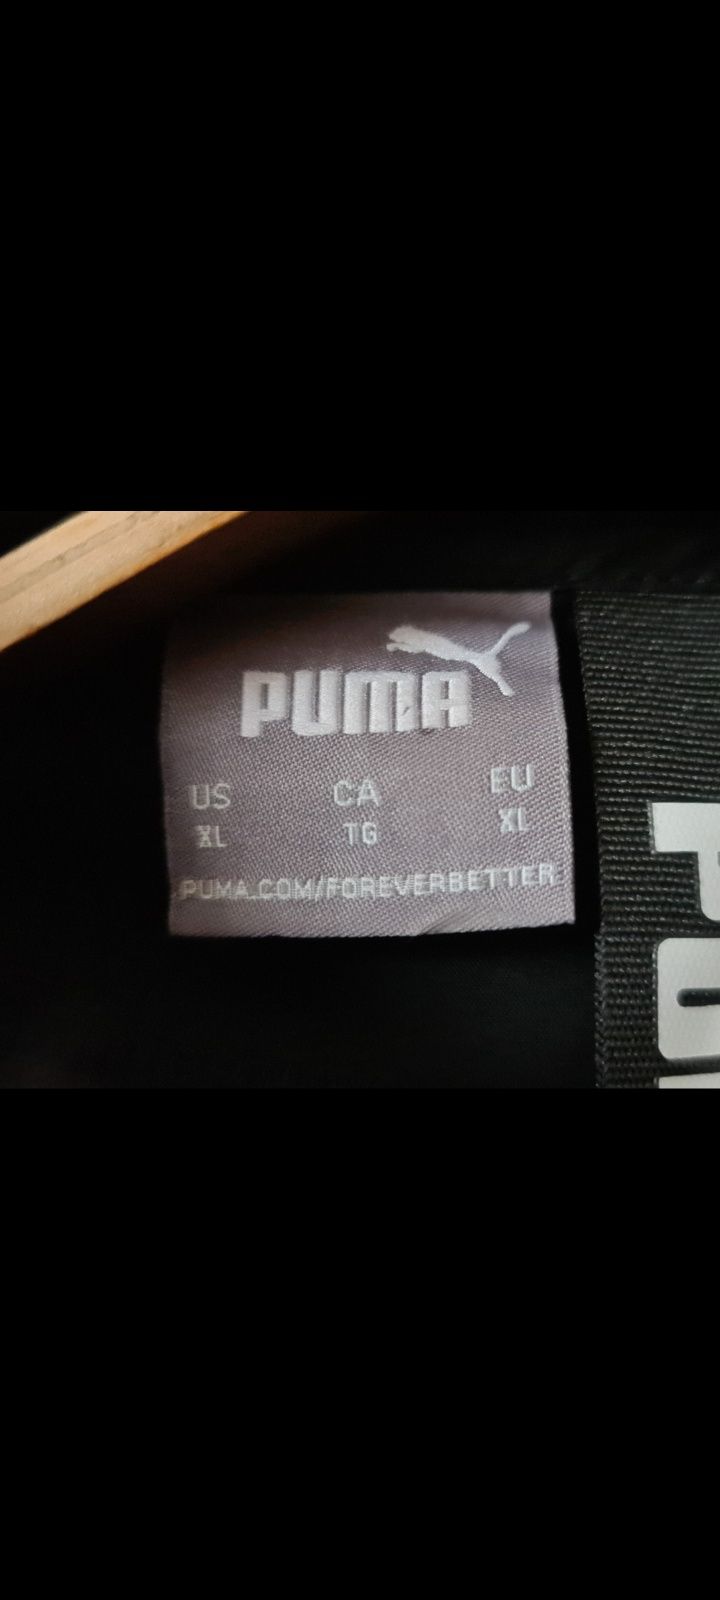 PUMA
US CA EU
XL TG XL
PUMA.COM/FOREVERBETTER